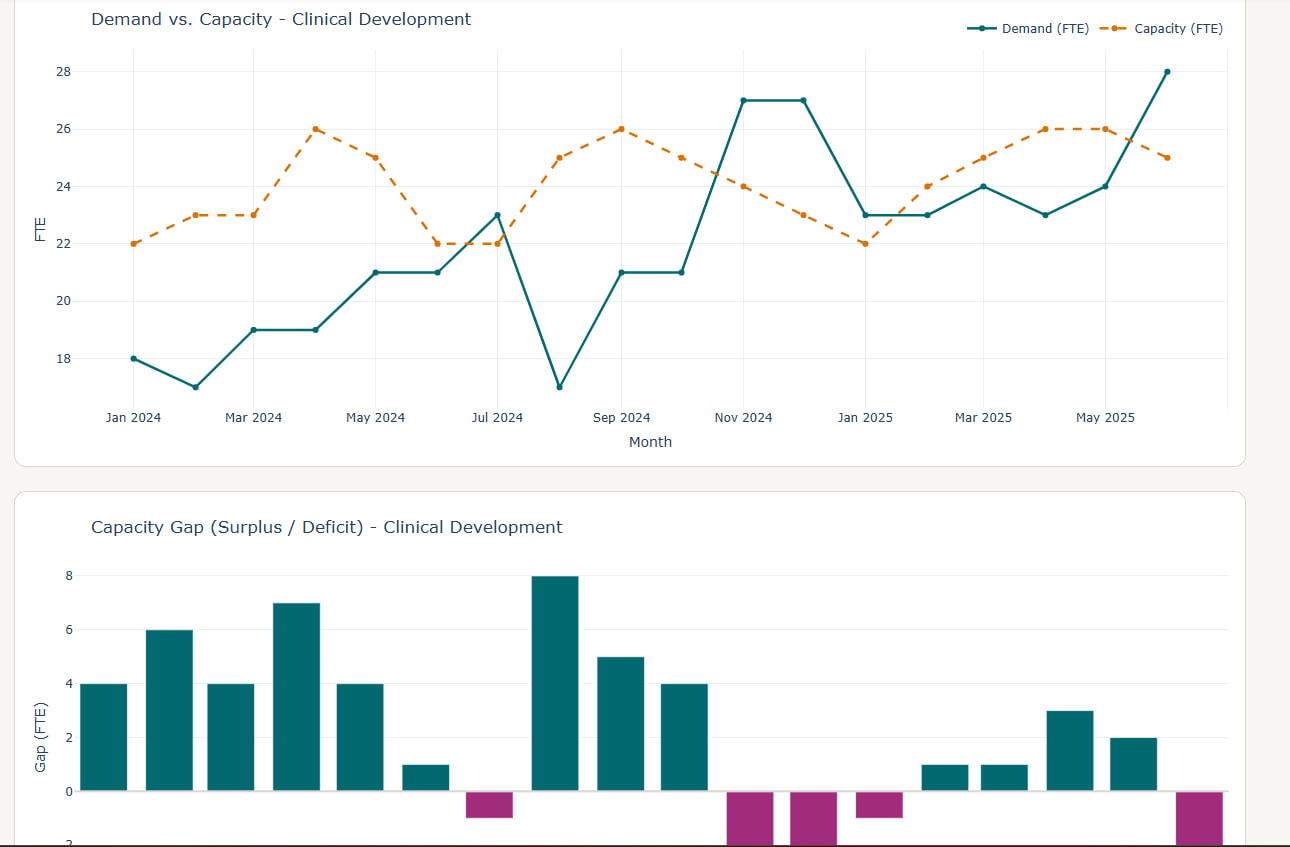 Demand vs. Capacity - Clinical Development
Demand (FTE) Capacity (FTE)
28
26
24
22
20
18
FTE
Jan 2024 Mar 2024 May 2024 Jul 2024 Sep 2024 Nov 2024 Jan 2025 Mar 2025 May 2025
Month
Capacity Gap (Surplus / Deficit) - Clinical Development
8
6
4
2
0
Gap (FTE)